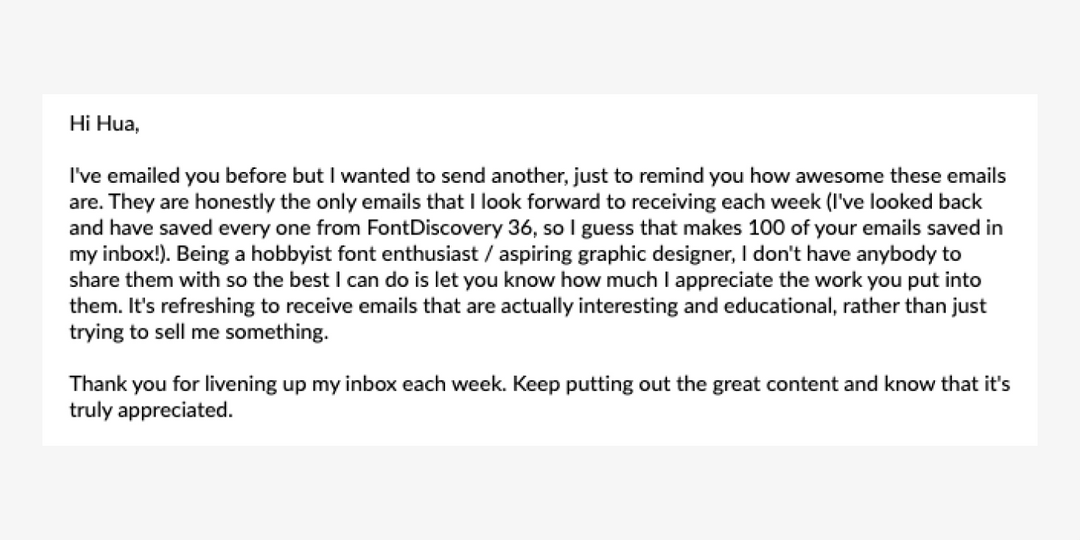 Hi Hua,
I've emailed you before but I wanted to send another, just to remind you how awesome these emails
are. They are honestly the only emails that I look forward to receiving each week (I've looked back
and have saved every one from FontDiscovery 36, so I guess that makes 100 of your emails saved in
my inbox!). Being a hobbyist font enthusiast / aspiring graphic designer, I don't have anybody to
share them with so the best I can do is let you know how much I appreciate the work you put into
them. It's refreshing to receive emails that are actually interesting and educational, rather than just
trying to sell me something.
Thank you for livening up my inbox each week. Keep putting out the great content and know that it's
truly appreciated.